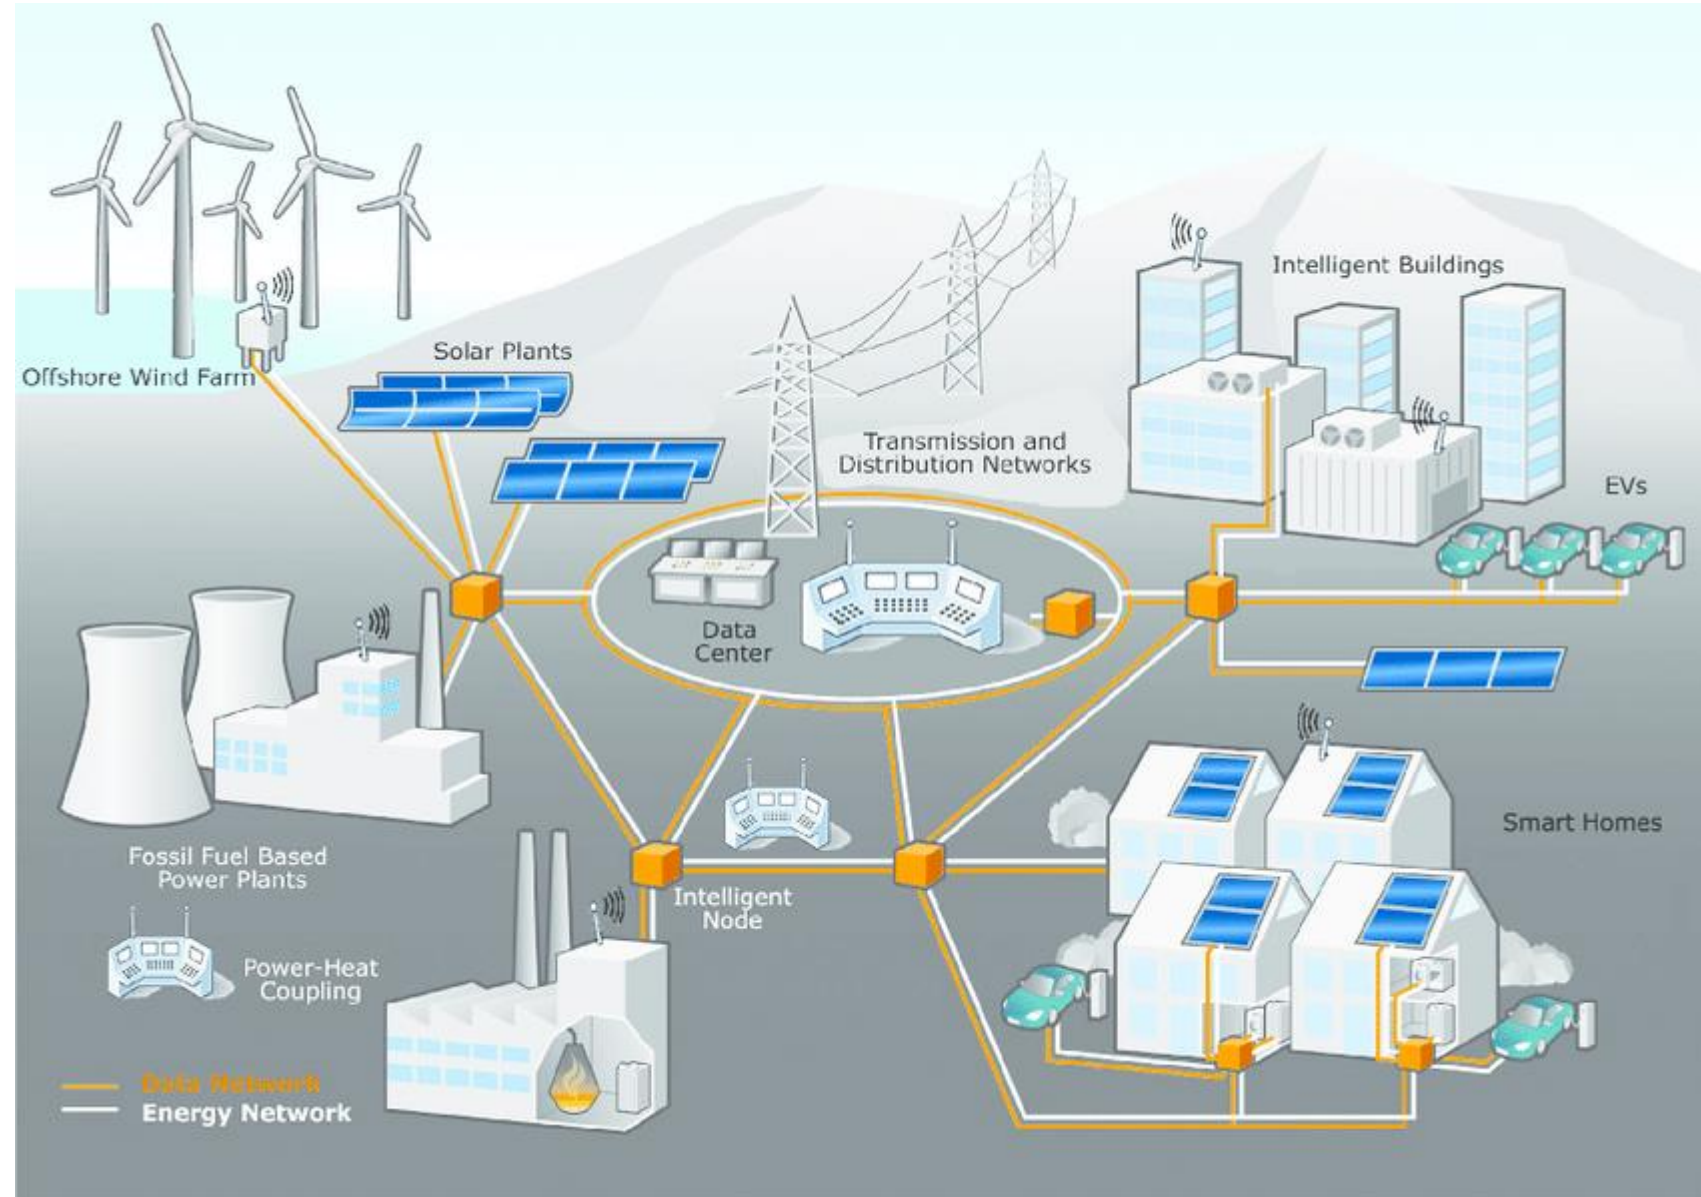 Intelligent Buildings
Solar Plants
Offshore Wind Farm
Transmission and
Distribution Networks
EVs
Data
Center
Smart Homes
Fossil Fuel Based
Power Plants
Intelligent
Node
Power-Heat
Coupling
Data Network
Energy Network